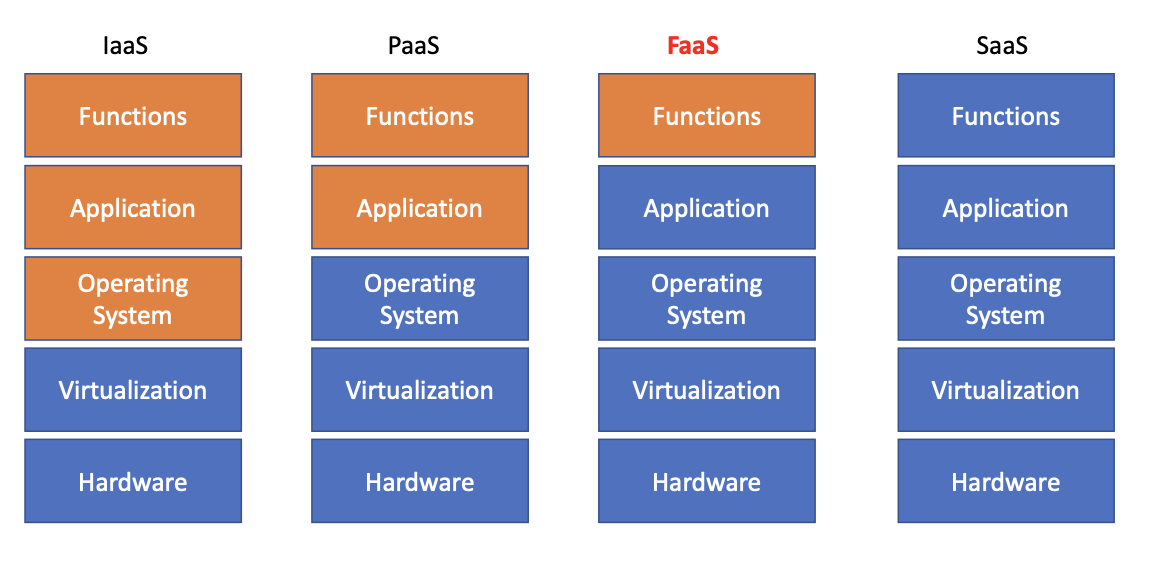 IaaS
PaaS
FaaS
SaaS
Functions
Functions
Functions
Functions
Application
Application
Application
Application
Operating
System
Operating
System
Operating
System
Operating
System
Virtualization
Virtualization
Virtualization
Virtualization
Hardware
Hardware
Hardware
Hardware